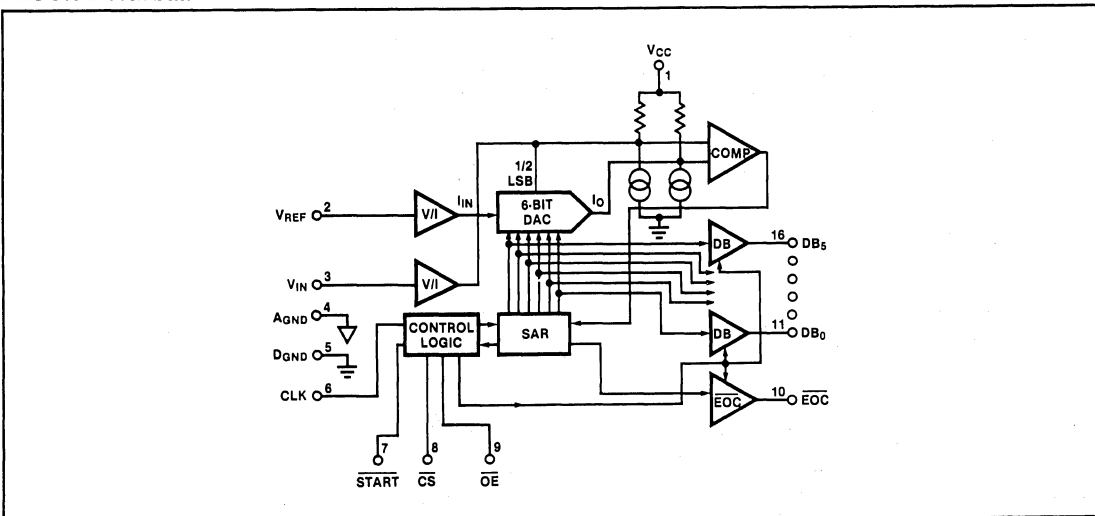 VCC
1
COMP
1/2
LSB
6-BIT
DAC
IO
IIN
V/I
VREF 2
16
DB
DB5
VIN 3
V/I
AGND 4
DGND 5
CONTROL
LOGIC
SAR
DB
11
DB0
CLK 6
EOC
10
EOC
7
8
9
START
CS
OE